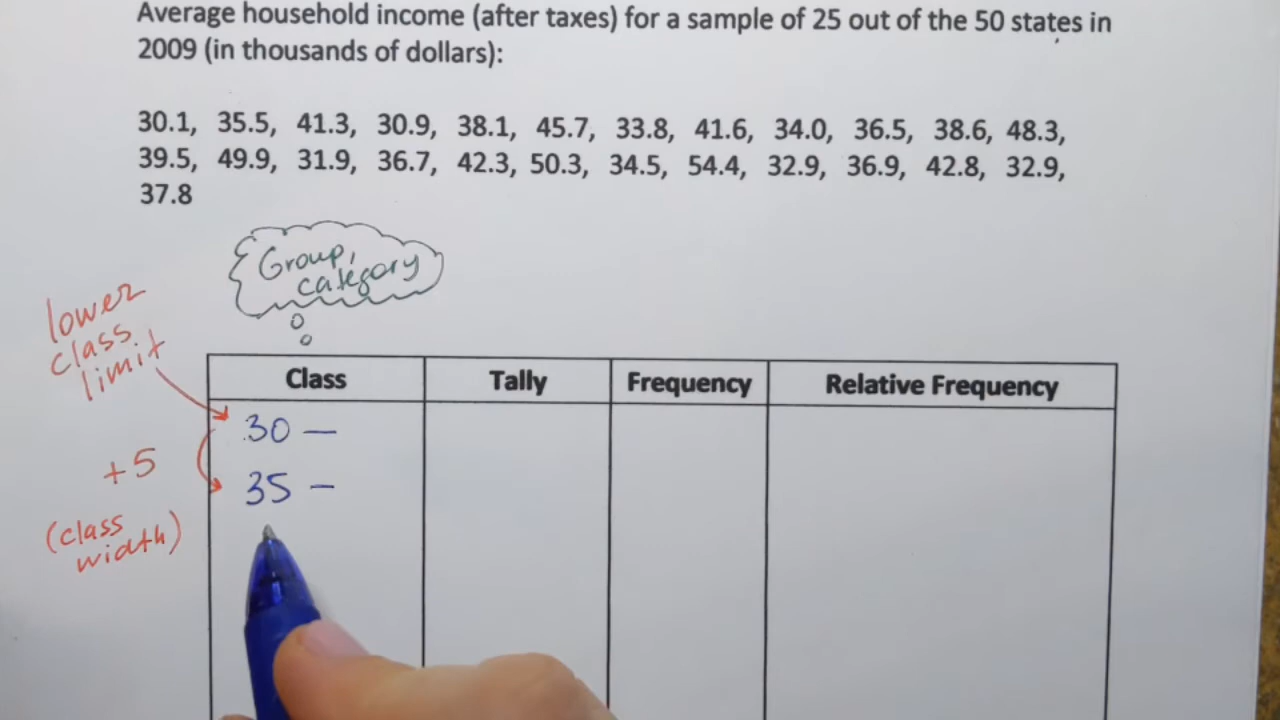 Average household income (after taxes) for a sample of 25 out of the 50 states in
2009 (in thousands of dollars):
30.1, 35.5, 41.3, 30.9, 38.1, 45.7, 33.8, 41.6, 34.0, 36.5, 38.6, 48.3,
39.5, 49.9, 31.9, 36.7, 42.3, 50.3, 34.5, 54.4, 32.9, 36.9, 42.8, 32.9,
37.8
Group,
category
lower
class
limit
Class Tally Frequency Relative Frequency
30 —
+5
35 –
(class
width)